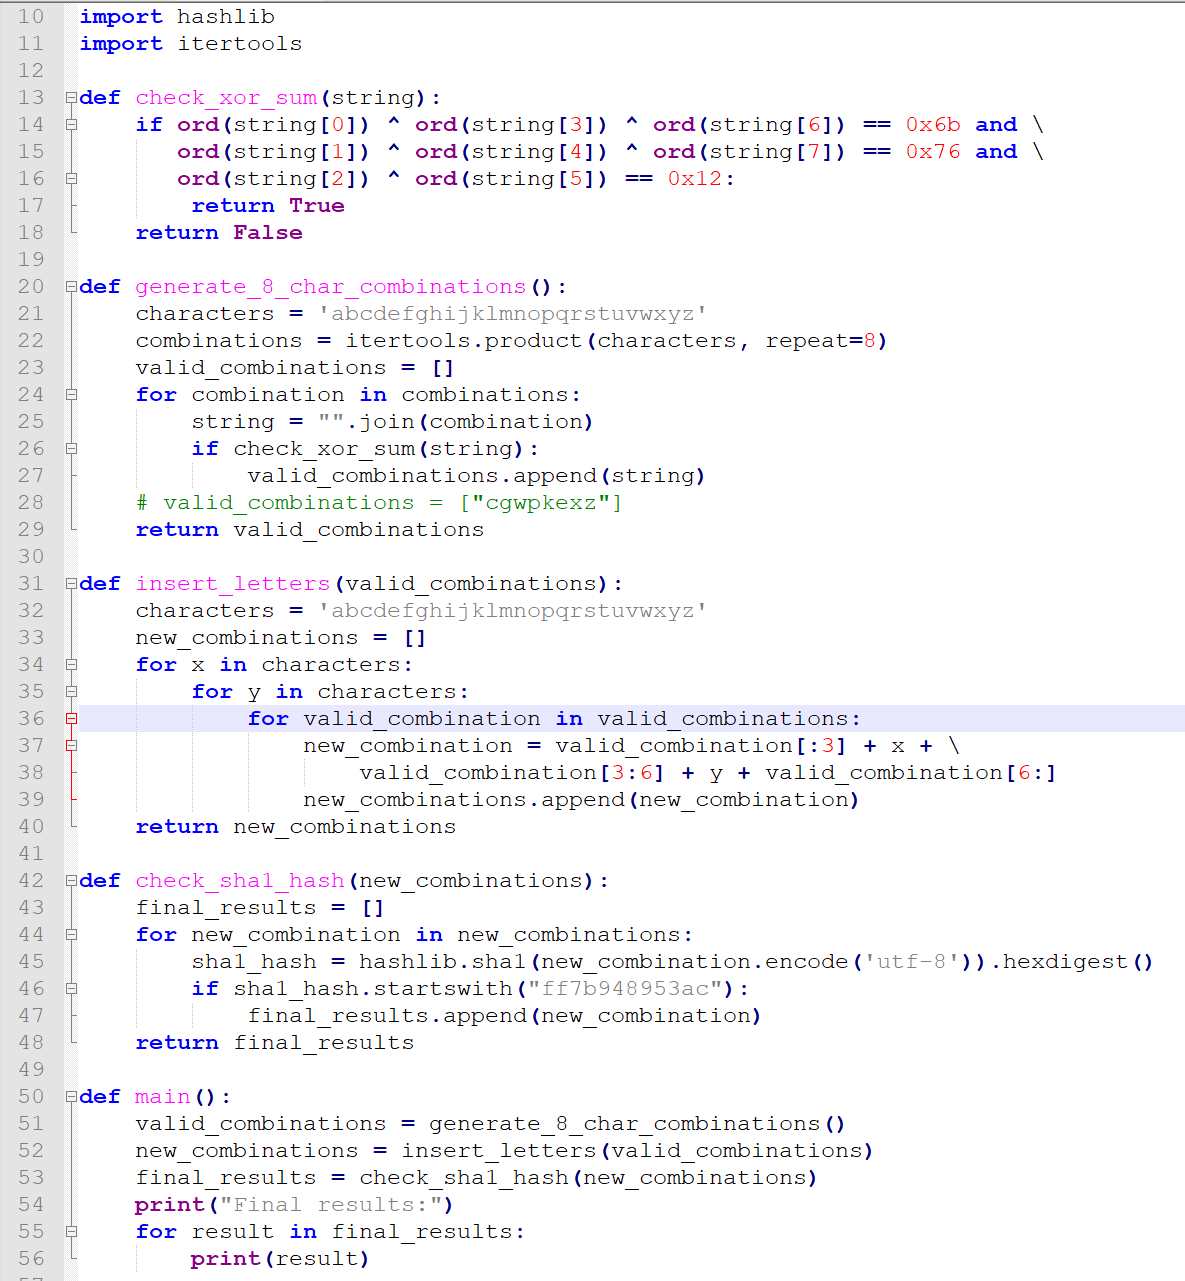 10 import hashlib
11 import itertools
12
13 def check_xor_sum(string):
14     if ord(string[0]) ^ ord(string[3]) ^ ord(string[6]) == 0x6b and \
15        ord(string[1]) ^ ord(string[4]) ^ ord(string[7]) == 0x76 and \
16        ord(string[2]) ^ ord(string[5]) == 0x12:
17         return True
18     return False
19
20 def generate_8_char_combinations():
21     characters = 'abcdefghijklmnopqrstuvwxyz'
22     combinations = itertools.product(characters, repeat=8)
23     valid_combinations = []
24     for combination in combinations:
25         string = "".join(combination)
26         if check_xor_sum(string):
27             valid_combinations.append(string)
28     # valid_combinations = ["cgwpkexz"]
29     return valid_combinations
30
31 def insert_letters(valid_combinations):
32     characters = 'abcdefghijklmnopqrstuvwxyz'
33     new_combinations = []
34     for x in characters:
35         for y in characters:
36             for valid_combination in valid_combinations:
37                 new_combination = valid_combination[:3] + x + \
38                     valid_combination[3:6] + y + valid_combination[6:]
39                 new_combinations.append(new_combination)
40     return new_combinations
41
42 def check_sha1_hash(new_combinations):
43     final_results = []
44     for new_combination in new_combinations:
45         sha1_hash = hashlib.sha1(new_combination.encode('utf-8')).hexdigest()
46         if sha1_hash.startswith("ff7b948953ac"):
47             final_results.append(new_combination)
48     return final_results
49
50 def main():
51     valid_combinations = generate_8_char_combinations()
52     new_combinations = insert_letters(valid_combinations)
53     final_results = check_sha1_hash(new_combinations)
54     print("Final results:")
55     for result in final_results:
56         print(result)